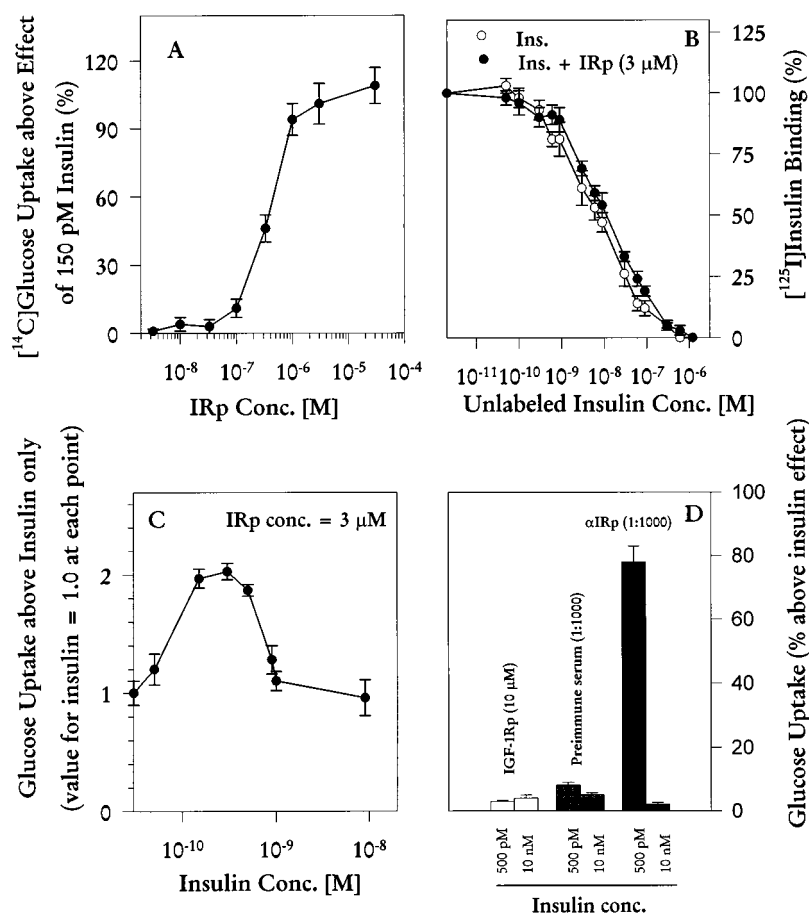 [¹⁴C]Glucose Uptake above Effect
of 150 pM Insulin (%)
A
120
90
60
30
0
10⁻⁸ 10⁻⁷ 10⁻⁶ 10⁻⁵ 10⁻⁴
IRp Conc. [M]
Ins.
Ins. + IRp (3 μM)
B
125
100
75
50
25
0
[¹²⁵I]Insulin Binding (%)
10⁻¹¹ 10⁻¹⁰ 10⁻⁹ 10⁻⁸ 10⁻⁷ 10⁻⁶
Unlabeled Insulin Conc. [M]
Glucose Uptake above Insulin only
(value for insulin = 1.0 at each point)
C
IRp conc. = 3 μM
2
1
0
10⁻¹⁰ 10⁻⁹ 10⁻⁸
Insulin Conc. [M]
D
αIRp (1:1000)
Preimmune serum (1:1000)
IGF-1Rp (10 μM)
100
80
60
40
20
0
Glucose Uptake (% above insulin effect)
500 pM
10 nM
500 pM
10 nM
500 pM
10 nM
Insulin conc.